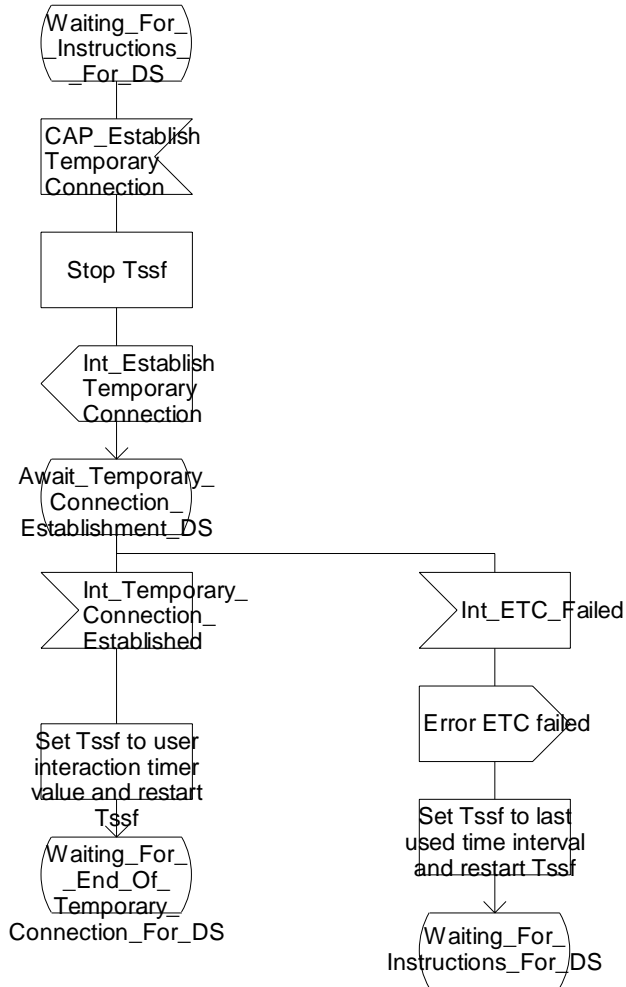 Waiting_For_
_Instructions_
_For_DS
CAP_Establish
Temporary
Connection
Stop Tssf
Int_Establish
Temporary
Connection
Await_Temporary_
Connection_
Establishment_DS
Int_Temporary_
Connection_
Established
Set Tssf to user
interaction timer
value and restart
Tssf
Waiting_For_
_End_Of_
Temporary_
Connection_For_DS
Int_ETC_Failed
Error ETC failed
Set Tssf to last
used time interval
and restart Tssf
Waiting_For_
Instructions_For_DS